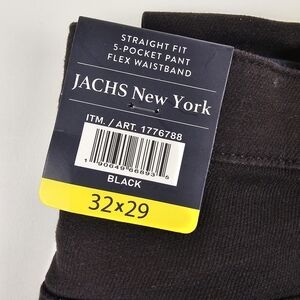 STRAIGHT FIT
5-POCKET PANT
FLEX WAISTBAND
JACHS New York
ITM. / ART. 1776788
BLACK
32x29